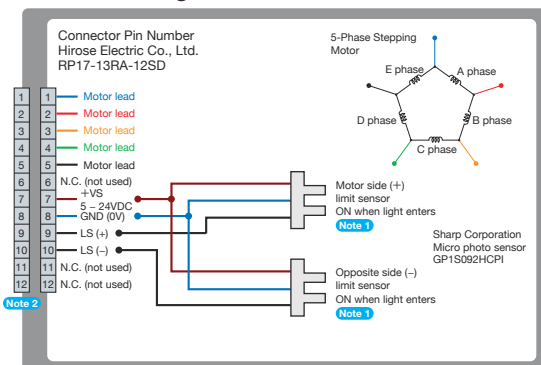 Connector Pin Number
Hirose Electric Co., Ltd.
RP17-13RA-12SD
5-Phase Stepping
Motor
E phase
A phase
D phase
B phase
C phase
1 1 Motor lead
2 2 Motor lead
3 3 Motor lead
4 4 Motor lead
5 5 Motor lead
6 6 N.C. (not used)
7 7 +VS
5 – 24VDC
8 8 GND (0V)
9 9 LS (+)
10 10 LS (–)
11 11 N.C. (not used)
12 12 N.C. (not used)
Note 2
Motor side (+)
limit sensor
ON when light enters
Note 1
Sharp Corporation
Micro photo sensor
GP1S092HCPI
Opposite side (–)
limit sensor
ON when light enters
Note 1